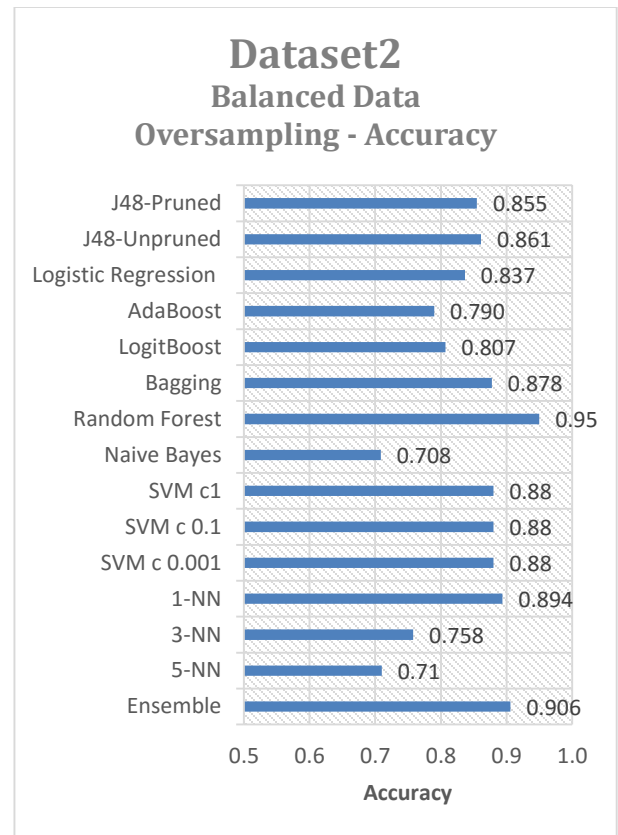 Dataset2
Balanced Data
Oversampling - Accuracy
J48-Pruned 0.855
J48-Unpruned 0.861
Logistic Regression 0.837
AdaBoost 0.790
LogitBoost 0.807
Bagging 0.878
Random Forest 0.95
Naive Bayes 0.708
SVM c1 0.88
SVM c 0.1 0.88
SVM c 0.001 0.88
1-NN 0.894
3-NN 0.758
5-NN 0.71
Ensemble 0.906
0.5 0.6 0.7 0.8 0.9 1.0
Accuracy